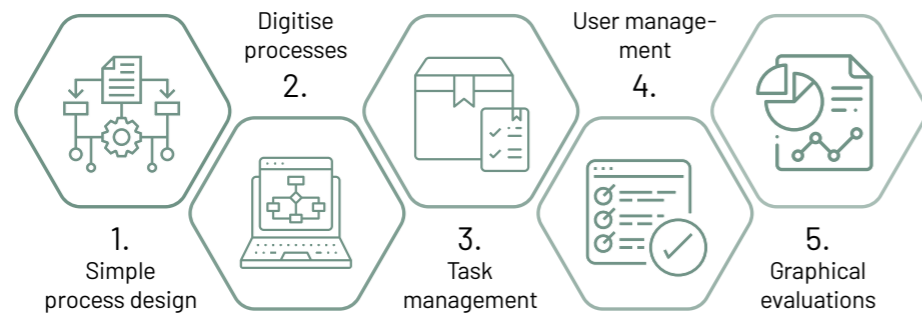 1.
Simple
process design
Digitise
processes
2.
3.
Task
management
User manage-
ment
4.
5.
Graphical
evaluations